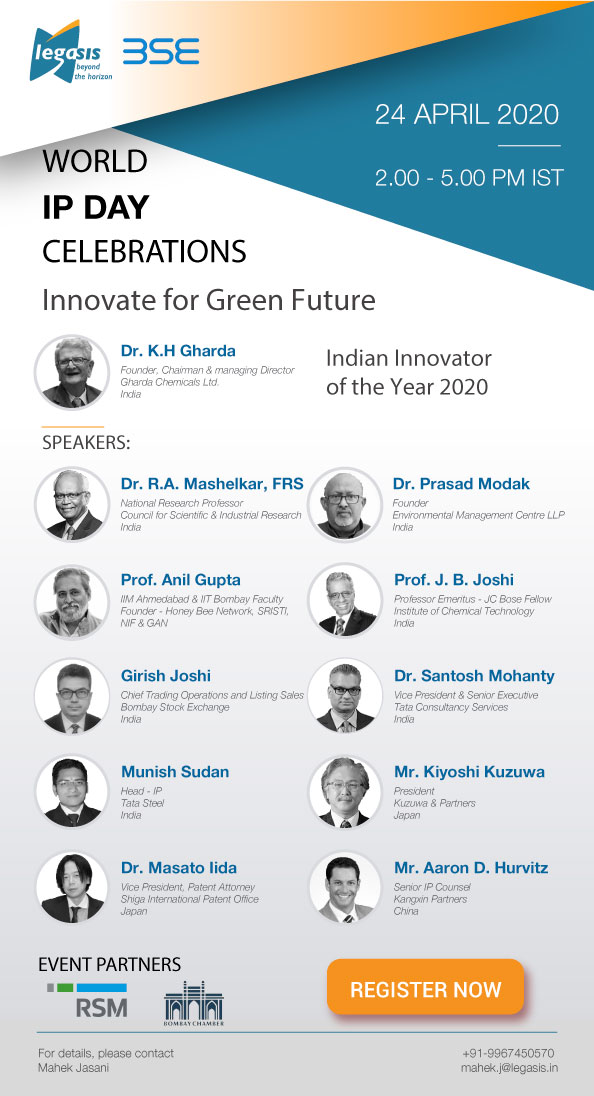 legasis
beyond
the horizon
BSE
24 APRIL 2020
2.00 - 5.00 PM IST
WORLD
IP DAY
CELEBRATIONS
Innovate for Green Future
Dr. K.H Gharda
Founder, Chairman & managing Director
Gharda Chemicals Ltd.
India
Indian Innovator
of the Year 2020
SPEAKERS:
Dr. R.A. Mashelkar, FRS
National Research Professor
Council for Scientific & Industrial Research
India
Dr. Prasad Modak
Founder
Environmental Management Centre LLP
India
Prof. Anil Gupta
IIM Ahmedabad & IIT Bombay Faculty
Founder - Honey Bee Network, SRISTI,
NIF & GAN
Prof. J. B. Joshi
Professor Emeritus - JC Bose Fellow
Institute of Chemical Technology
India
Girish Joshi
Chief Trading Operations and Listing Sales
Bombay Stock Exchange
India
Dr. Santosh Mohanty
Vice President & Senior Executive
Tata Consultancy Services
India
Munish Sudan
Head - IP
Tata Steel
India
Mr. Kiyoshi Kuzuwa
President
Kuzuwa & Partners
Japan
Dr. Masato Iida
Vice President, Patent Attorney
Shiga International Patent Office
Japan
Mr. Aaron D. Hurvitz
Senior IP Counsel
Kangxin Partners
China
EVENT PARTNERS
RSM
BOMBAY CHAMBER
REGISTER NOW
For details, please contact
Mahek Jasani
+91-9967450570
mahek.j@legasis.in